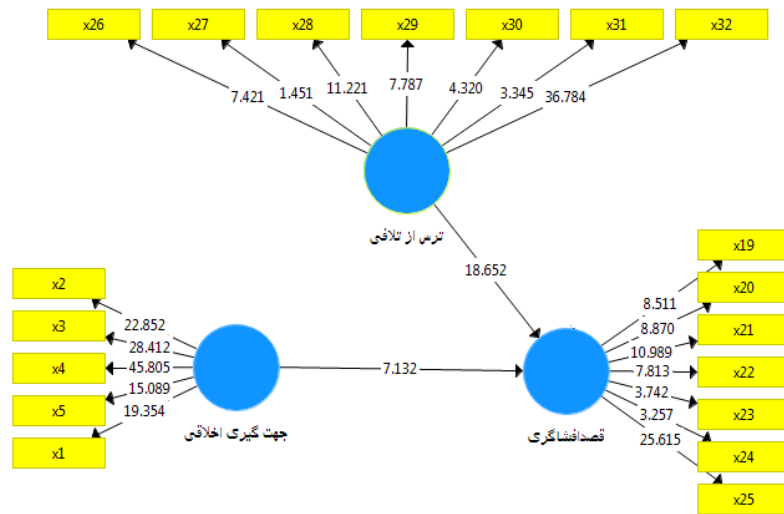 x26 x27 x28 x29 x30 x31 x32
7.421 1.451 11.221 7.787 4.320 3.345 36.784
ترس از تلافی
18.652
x2
x3
x4
x5
x1
22.852
28.412
45.805
15.089
19.354
جهت گیری اخلاقی
7.132
قصدافشاگری
8.511
8.870
10.989
7.813
3.742
3.257
25.615
x19
x20
x21
x22
x23
x24
x25